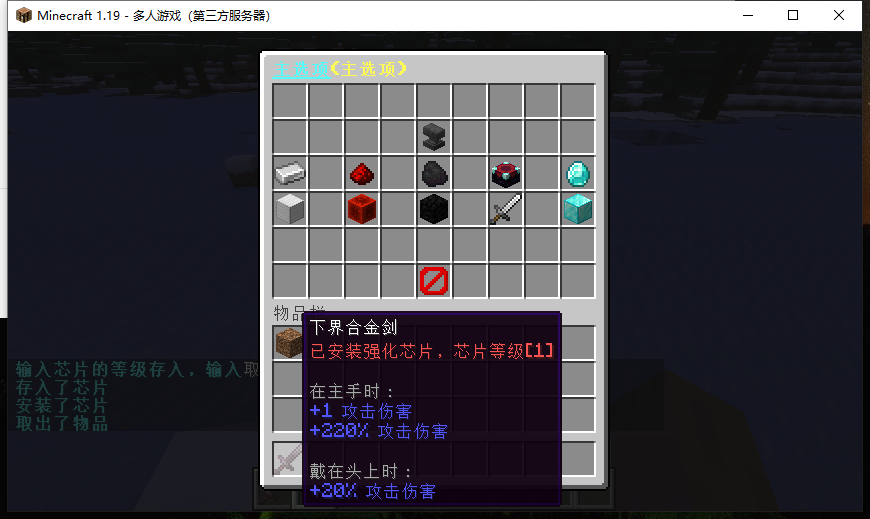 Minecraft 1.19 - 多人游戏（第三方服务器）
主选项(主选项)
物品栏
下界合金剑
已安装强化芯片，芯片等级[1]
在主手时：
+1 攻击伤害
+220% 攻击伤害
戴在头上时：
+20% 攻击伤害
输入芯片的等级存入，输入取
存入了芯片
安装了芯片
取出了物品